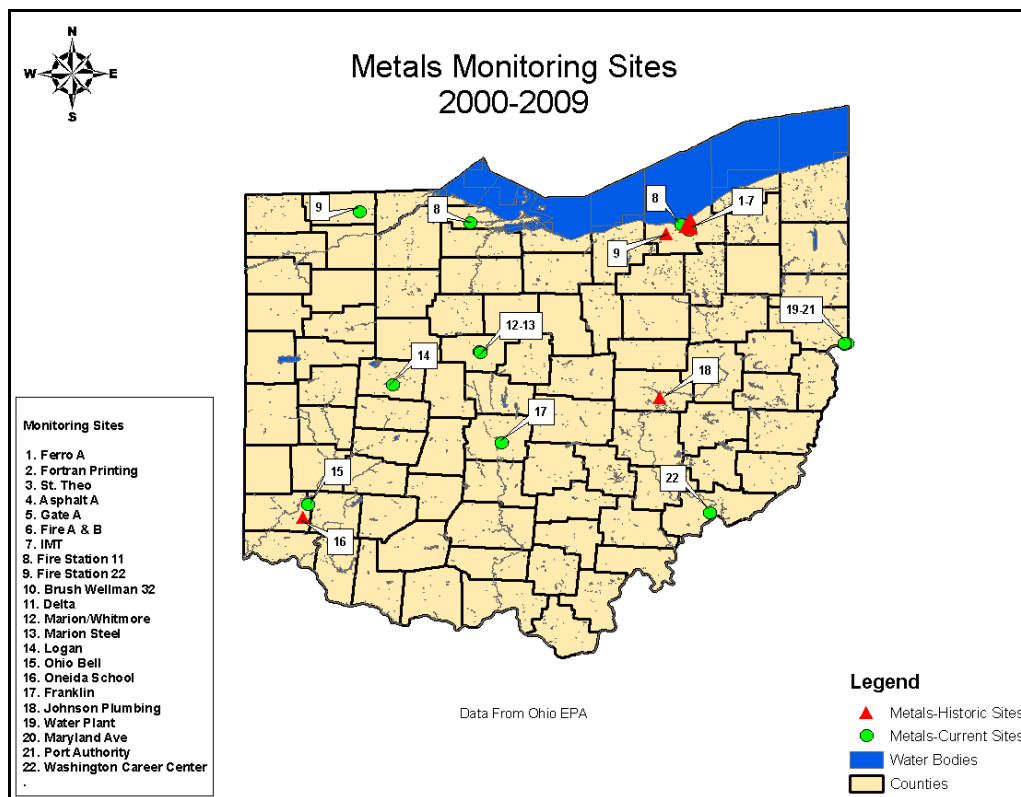 N
W E
S
Metals Monitoring Sites
2000-2009
9
8
8
1-7
9
19-21
12-13
14
18
17
15
22
16
Monitoring Sites
1. Ferro A
2. Fortran Printing
3. St. Theo
4. Asphalt A
5. Gate A
6. Fire A & B
7. IMT
8. Fire Station 11
9. Fire Station 22
10. Brush Wellman 32
11. Delta
12. Marion/Whitmore
13. Marion Steel
14. Logan
15. Ohio Bell
16. Oneida School
17. Franklin
18. Johnson Plumbing
19. Water Plant
20. Maryland Ave
21. Port Authority
22. Washington Career Center
.
Data From Ohio EPA
Legend
Metals-Historic Sites
Metals-Current Sites
Water Bodies
Counties